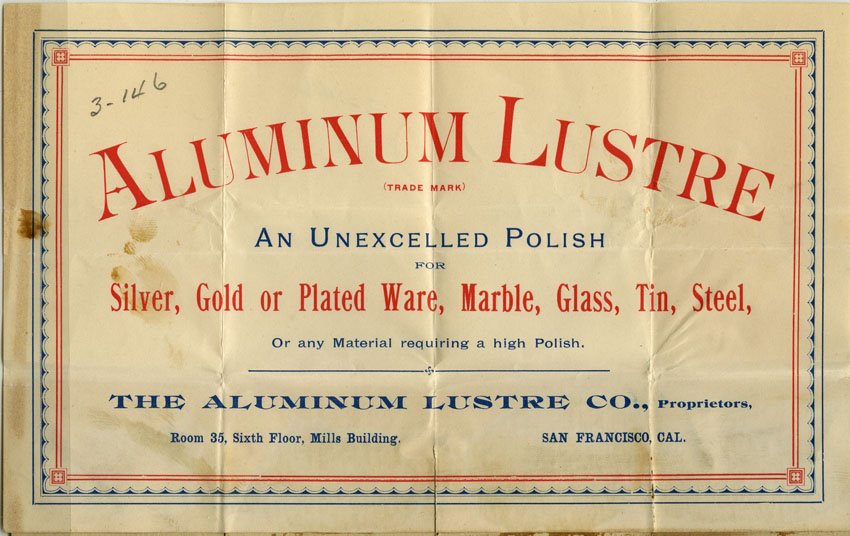 3-146
ALUMINUM LUSTRE
(TRADE MARK)
AN UNEXCELLED POLISH
FOR
Silver, Gold or Plated Ware, Marble, Glass, Tin, Steel,
Or any Material requiring a high Polish.
THE ALUMINUM LUSTRE CO., Proprietors,
Room 35, Sixth Floor, Mills Building. SAN FRANCISCO, CAL.